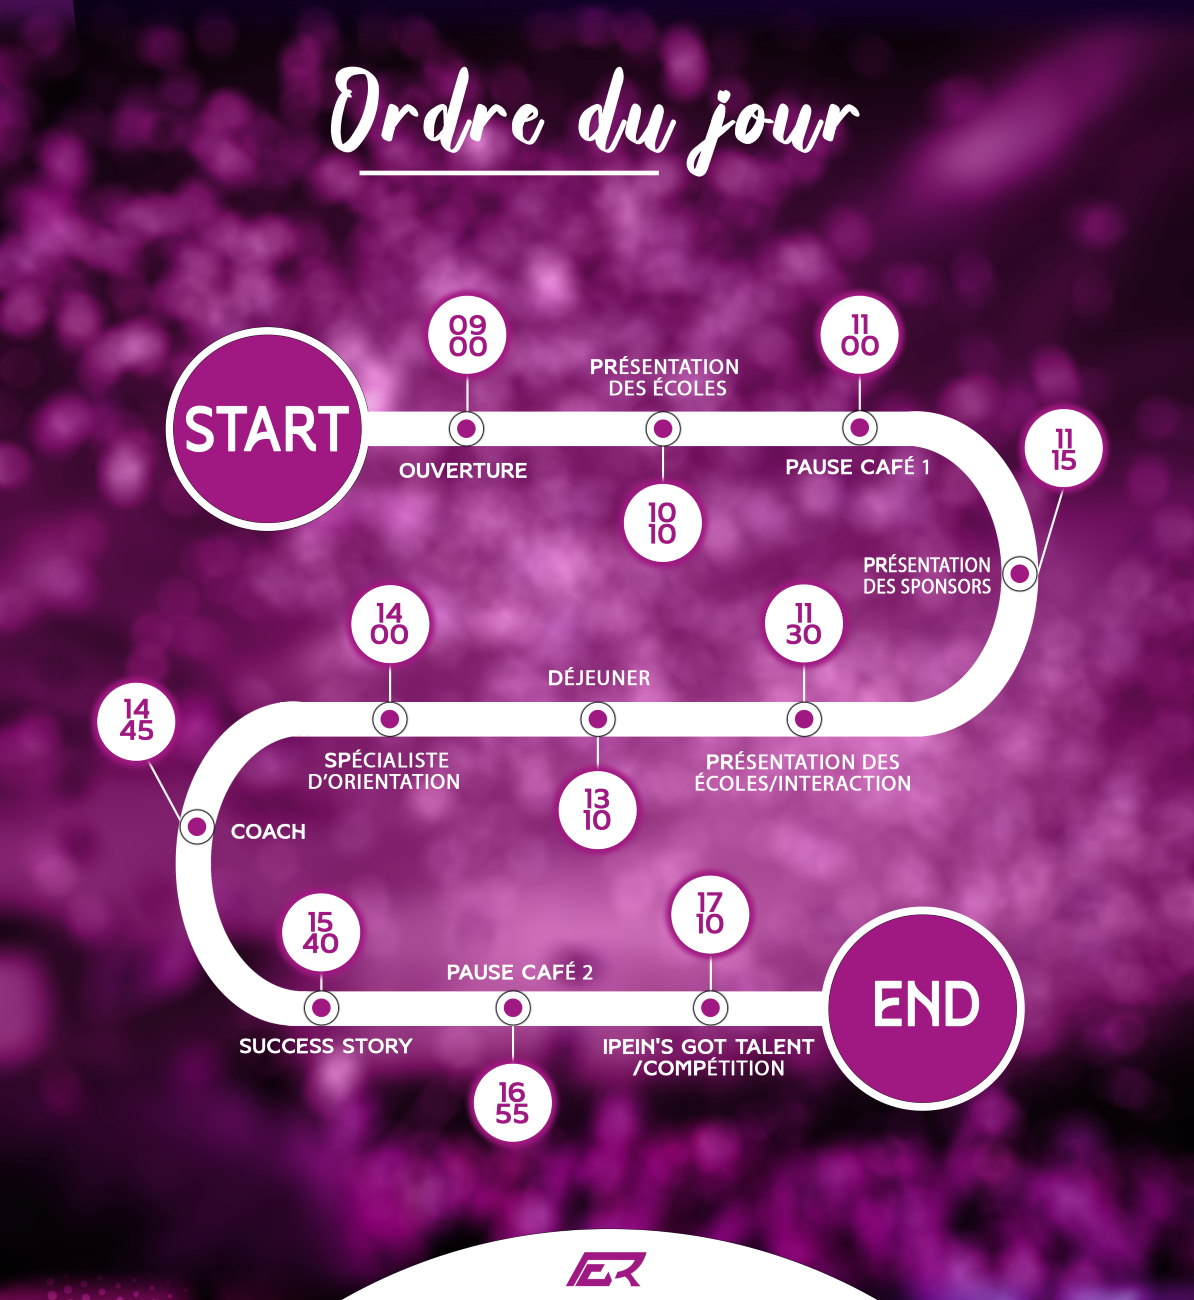 Ordre du jour
START
09
00
OUVERTURE
PRÉSENTATION
DES ÉCOLES
10
10
11
00
PAUSE CAFÉ 1
11
15
PRÉSENTATION
DES SPONSORS
11
30
PRÉSENTATION DES
ÉCOLES/INTERACTION
DÉJEUNER
13
10
14
00
SPÉCIALISTE
D'ORIENTATION
14
45
COACH
15
40
SUCCESS STORY
PAUSE CAFÉ 2
16
55
17
10
IPEIN'S GOT TALENT
/COMPÉTITION
END